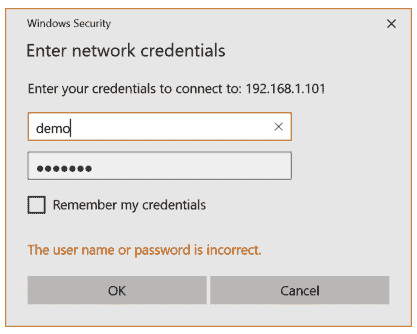 Windows Security
Enter network credentials
Enter your credentials to connect to: 192.168.1.101
demo
●●●●●●●
Remember my credentials
The user name or password is incorrect.
OK Cancel